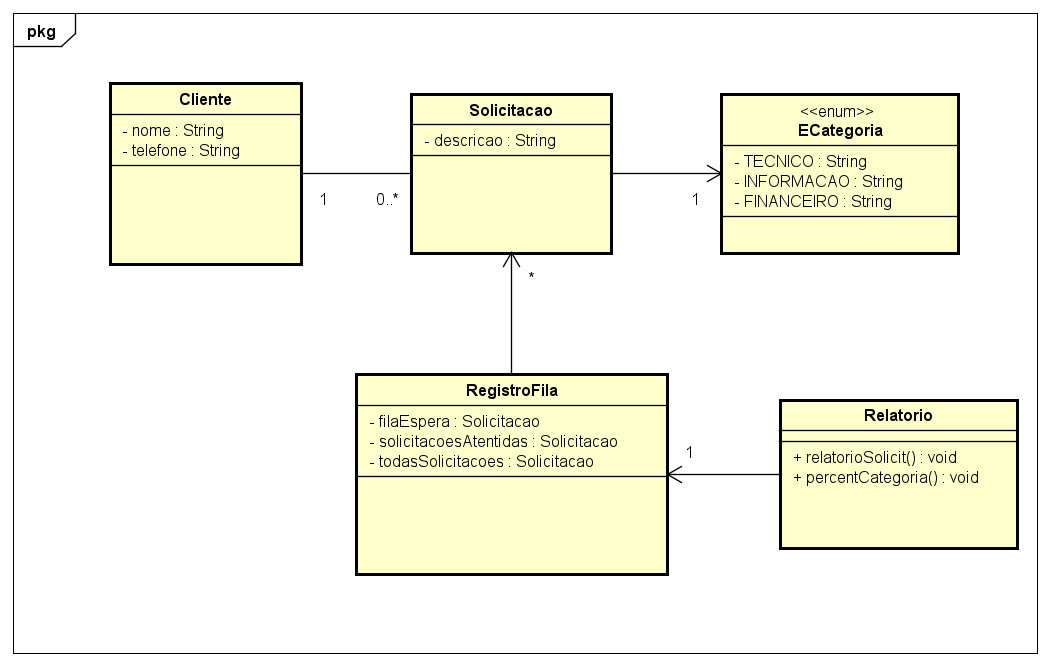 pkg
Cliente
- nome : String
- telefone : String
1
0..*
Solicitacao
- descricao : String
1
<<enum>>
ECategoria
- TECNICO : String
- INFORMACAO : String
- FINANCEIRO : String
*
RegistroFila
- filaEspera : Solicitacao
- solicitacoesAtentidas : Solicitacao
- todasSolicitacoes : Solicitacao
1
Relatorio
+ relatorioSolicit() : void
+ percentCategoria() : void